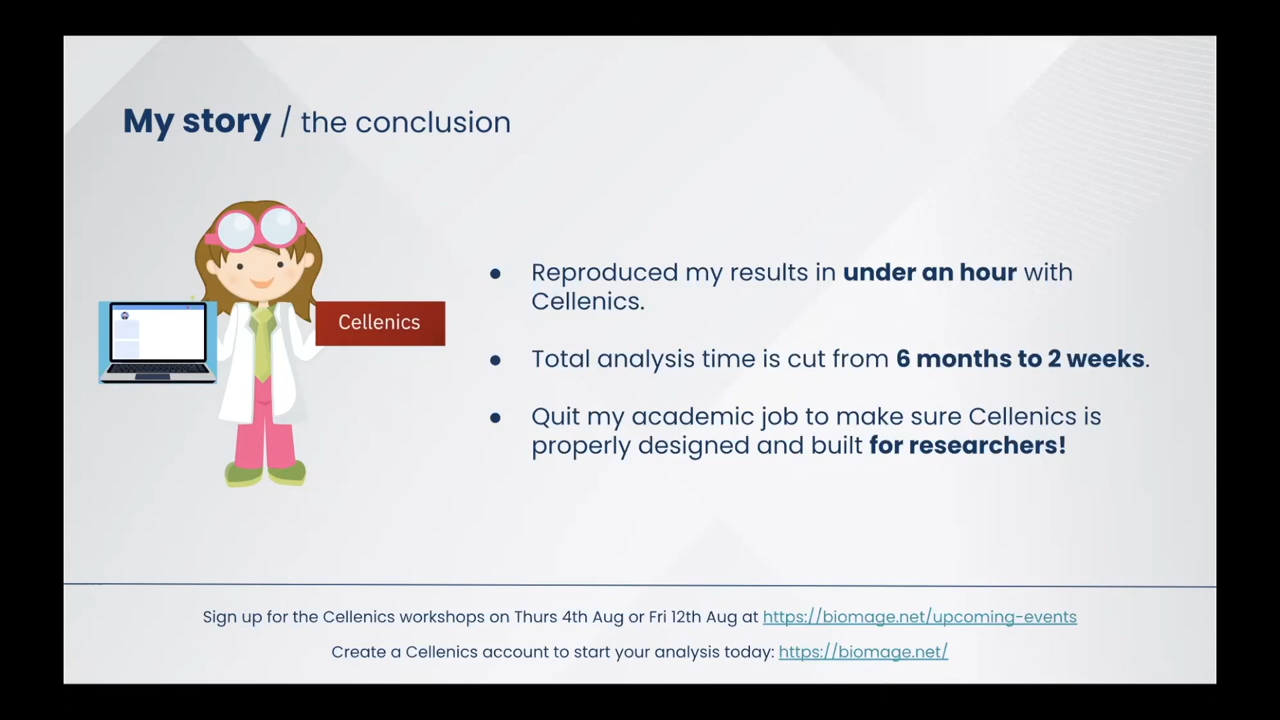 My story / the conclusion
Cellenics
● Reproduced my results in under an hour with
Cellenics.
● Total analysis time is cut from 6 months to 2 weeks.
● Quit my academic job to make sure Cellenics is
properly designed and built for researchers!
Sign up for the Cellenics workshops on Thurs 4th Aug or Fri 12th Aug at https://biomage.net/upcoming-events
Create a Cellenics account to start your analysis today: https://biomage.net/